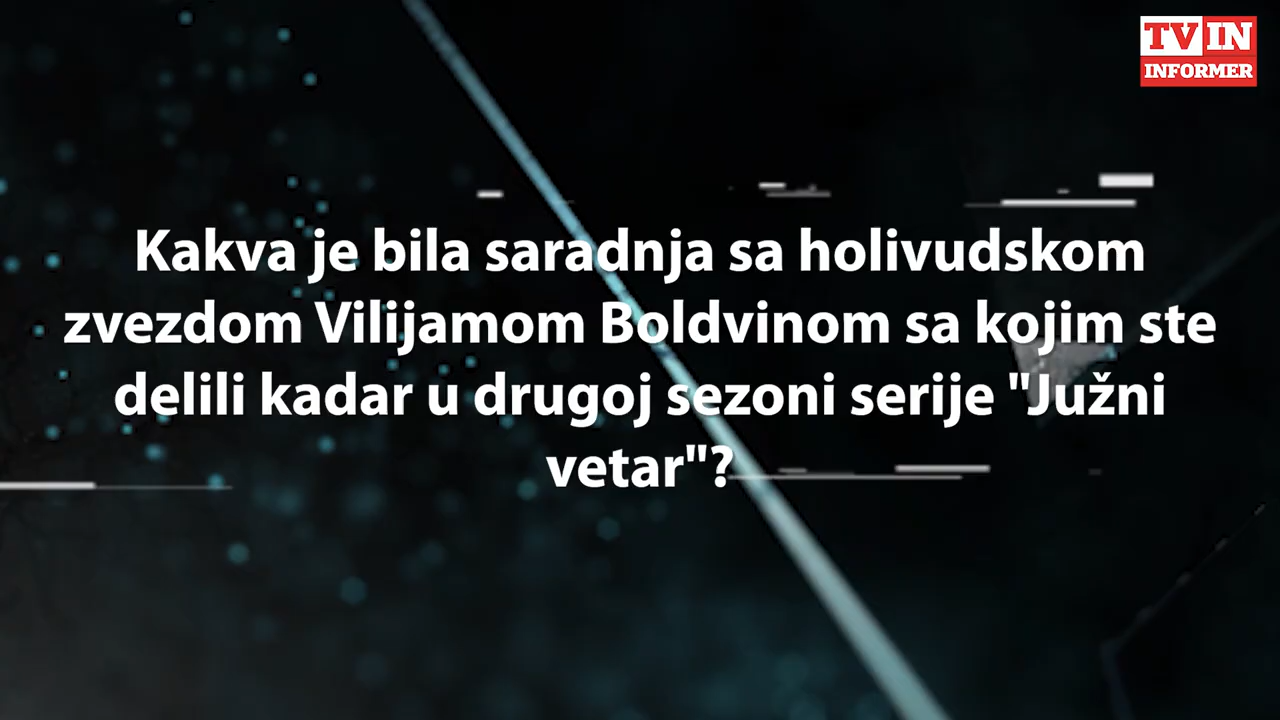 TV IN
INFORMER
Kakva je bila saradnja sa holivudskom
zvezdom Vilijamom Boldvinom sa kojim ste
delili kadar u drugoj sezoni serije "Južni
vetar"?